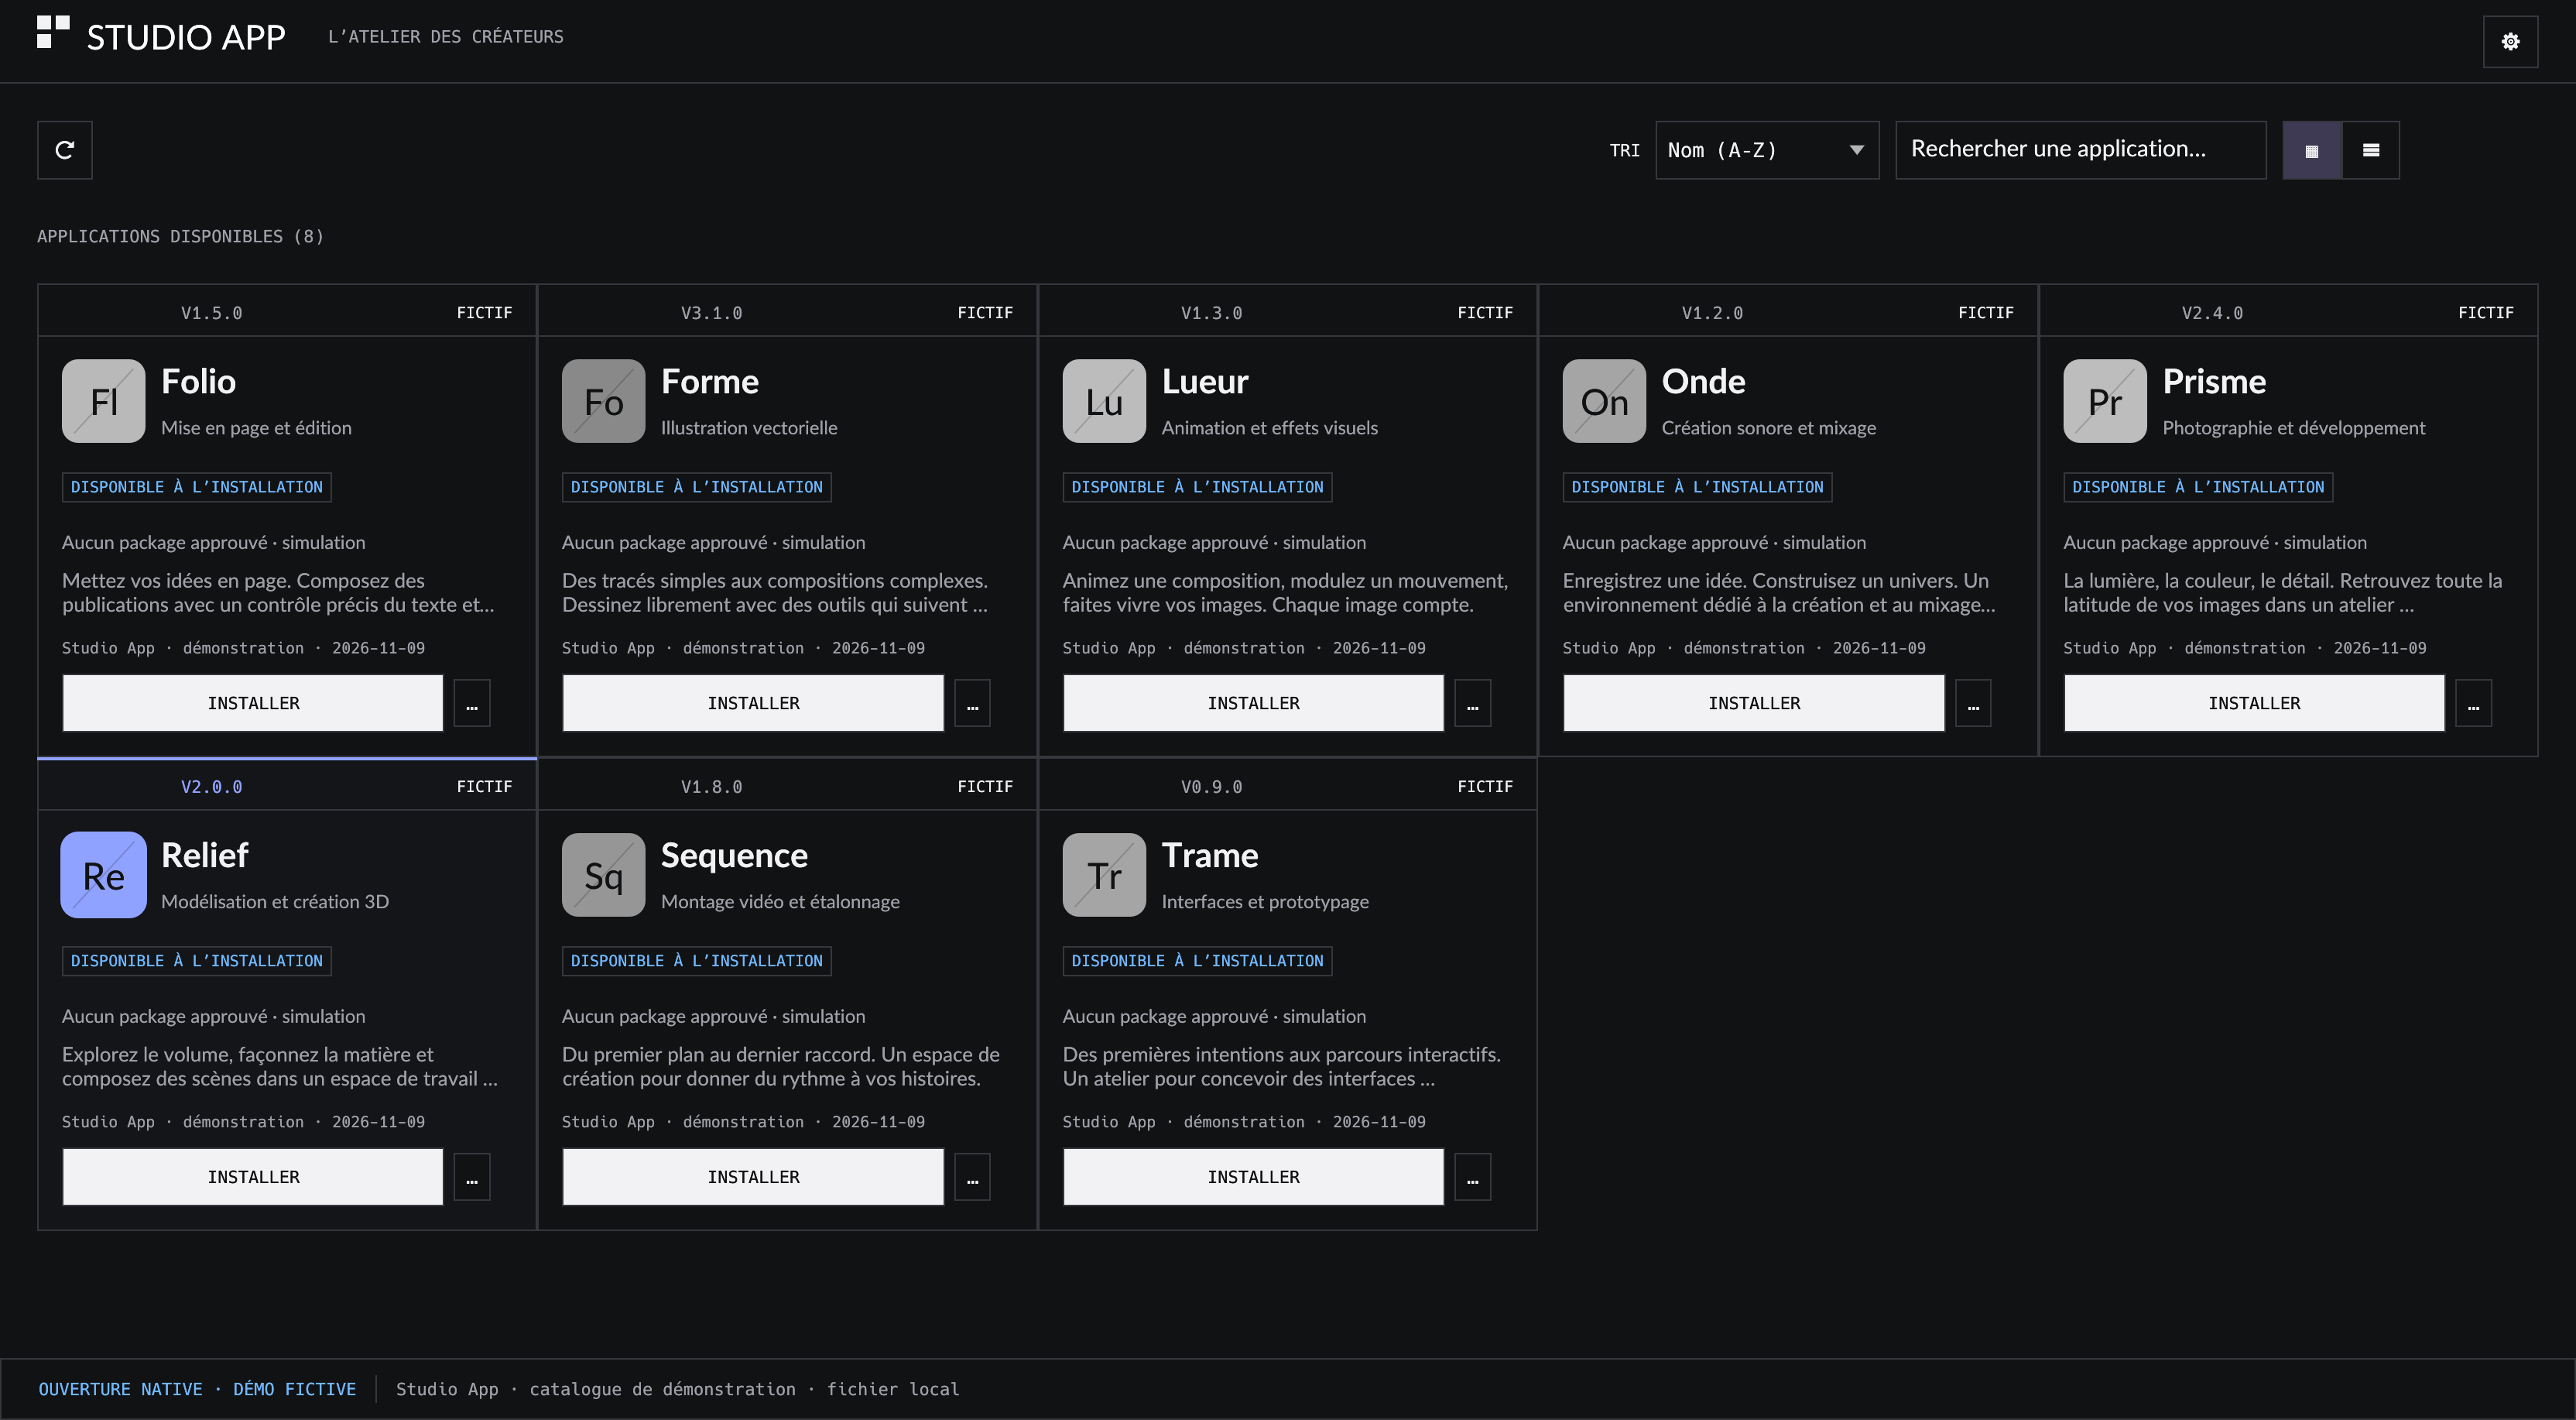 STUDIO APP
L’ATELIER DES CRÉATEURS
TRI
Nom (A-Z)
Rechercher une application...
APPLICATIONS DISPONIBLES (8)
V1.5.0
FICTIF
Fl
Folio
Mise en page et édition
DISPONIBLE À L’INSTALLATION
Aucun package approuvé · simulation
Mettez vos idées en page. Composez des
publications avec un contrôle précis du texte et...
Studio App · démonstration · 2026-11-09
INSTALLER
...
V3.1.0
FICTIF
Fo
Forme
Illustration vectorielle
DISPONIBLE À L’INSTALLATION
Aucun package approuvé · simulation
Des tracés simples aux compositions complexes.
Dessinez librement avec des outils qui suivent ...
Studio App · démonstration · 2026-11-09
INSTALLER
...
V1.3.0
FICTIF
Lu
Lueur
Animation et effets visuels
DISPONIBLE À L’INSTALLATION
Aucun package approuvé · simulation
Animez une composition, modulez un mouvement,
faites vivre vos images. Chaque image compte.
Studio App · démonstration · 2026-11-09
INSTALLER
...
V1.2.0
FICTIF
On
Onde
Création sonore et mixage
DISPONIBLE À L’INSTALLATION
Aucun package approuvé · simulation
Enregistrez une idée. Construisez un univers. Un
environnement dédié à la création et au mixage...
Studio App · démonstration · 2026-11-09
INSTALLER
...
V2.4.0
FICTIF
Pr
Prisme
Photographie et développement
DISPONIBLE À L’INSTALLATION
Aucun package approuvé · simulation
La lumière, la couleur, le détail. Retrouvez toute la
latitude de vos images dans un atelier ...
Studio App · démonstration · 2026-11-09
INSTALLER
...
V2.0.0
FICTIF
Re
Relief
Modélisation et création 3D
DISPONIBLE À L’INSTALLATION
Aucun package approuvé · simulation
Explorez le volume, façonnez la matière et
composez des scènes dans un espace de travail ...
Studio App · démonstration · 2026-11-09
INSTALLER
...
V1.8.0
FICTIF
Sq
Sequence
Montage vidéo et étalonnage
DISPONIBLE À L’INSTALLATION
Aucun package approuvé · simulation
Du premier plan au dernier raccord. Un espace de
création pour donner du rythme à vos histoires.
Studio App · démonstration · 2026-11-09
INSTALLER
...
V0.9.0
FICTIF
Tr
Trame
Interfaces et prototypage
DISPONIBLE À L’INSTALLATION
Aucun package approuvé · simulation
Des premières intentions aux parcours interactifs.
Un atelier pour concevoir des interfaces ...
Studio App · démonstration · 2026-11-09
INSTALLER
...
OUVERTURE NATIVE · DÉMO FICTIVE
Studio App · catalogue de démonstration · fichier local